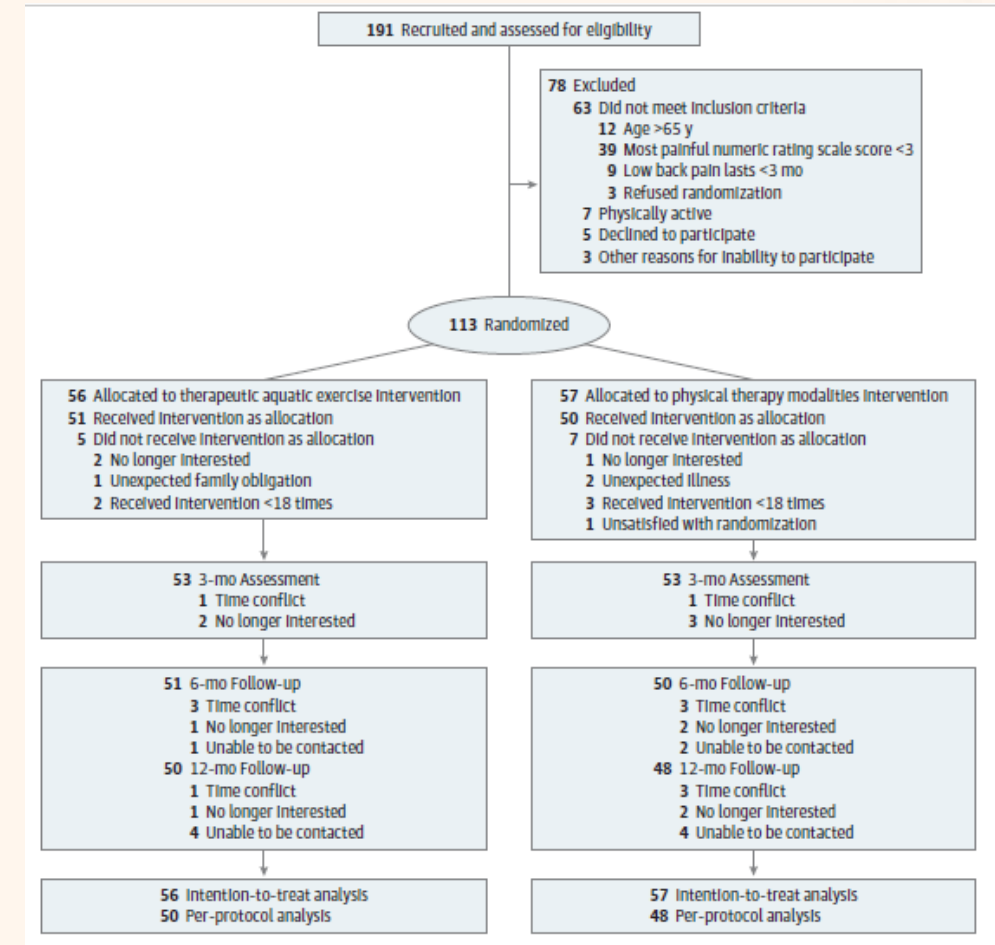 191 Recruited and assessed for eligibility
78 Excluded
63 Did not meet inclusion criteria
12 Age >65 y
39 Most painful numeric rating scale score <3
9 Low back pain lasts <3 mo
3 Refused randomization
7 Physically active
5 Declined to participate
3 Other reasons for inability to participate
113 Randomized
56 Allocated to therapeutic aquatic exercise intervention
51 Received intervention as allocation
5 Did not receive intervention as allocation
2 No longer interested
1 Unexpected family obligation
2 Received intervention <18 times
57 Allocated to physical therapy modalities intervention
50 Received intervention as allocation
7 Did not receive intervention as allocation
1 No longer interested
2 Unexpected illness
3 Received intervention <18 times
1 Unsatisfied with randomization
53 3-mo Assessment
1 Time conflict
2 No longer interested
53 3-mo Assessment
1 Time conflict
3 No longer interested
51 6-mo Follow-up
3 Time conflict
1 No longer interested
1 Unable to be contacted
50 12-mo Follow-up
1 Time conflict
1 No longer interested
4 Unable to be contacted
50 6-mo Follow-up
3 Time conflict
2 No longer interested
2 Unable to be contacted
48 12-mo Follow-up
3 Time conflict
2 No longer interested
4 Unable to be contacted
56 Intention-to-treat analysis
50 Per-protocol analysis
57 Intention-to-treat analysis
48 Per-protocol analysis